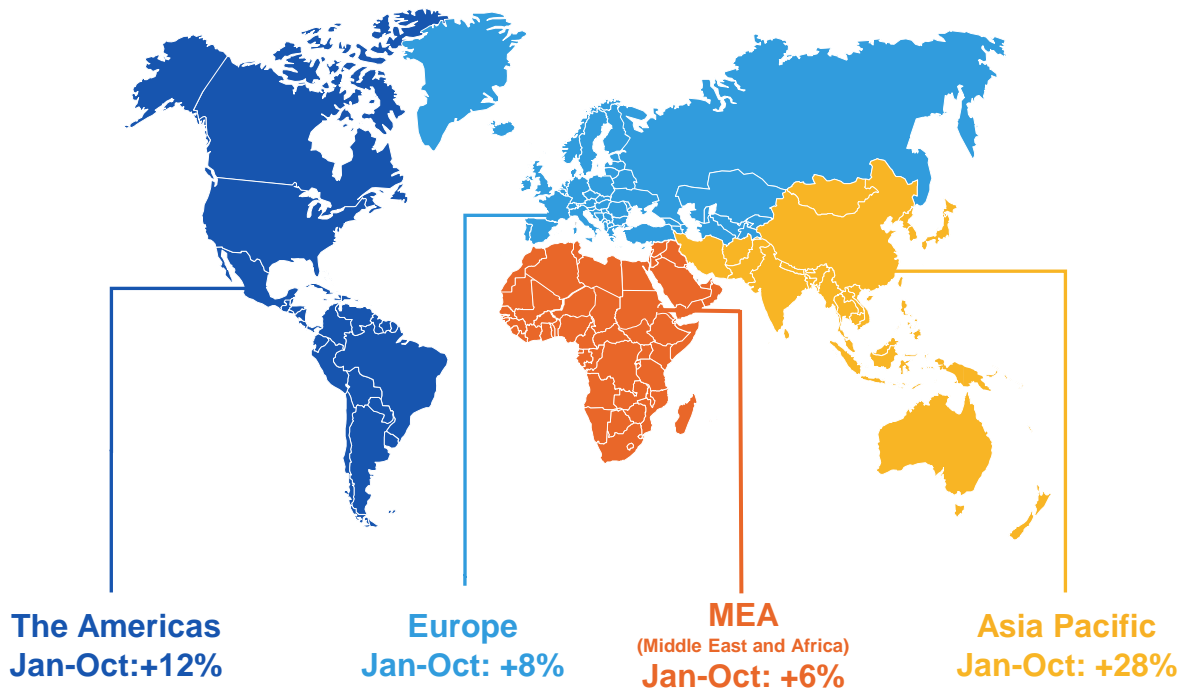 The Americas
Jan-Oct:+12%
Europe
Jan-Oct: +8%
MEA
(Middle East and Africa)
Jan-Oct: +6%
Asia Pacific
Jan-Oct: +28%